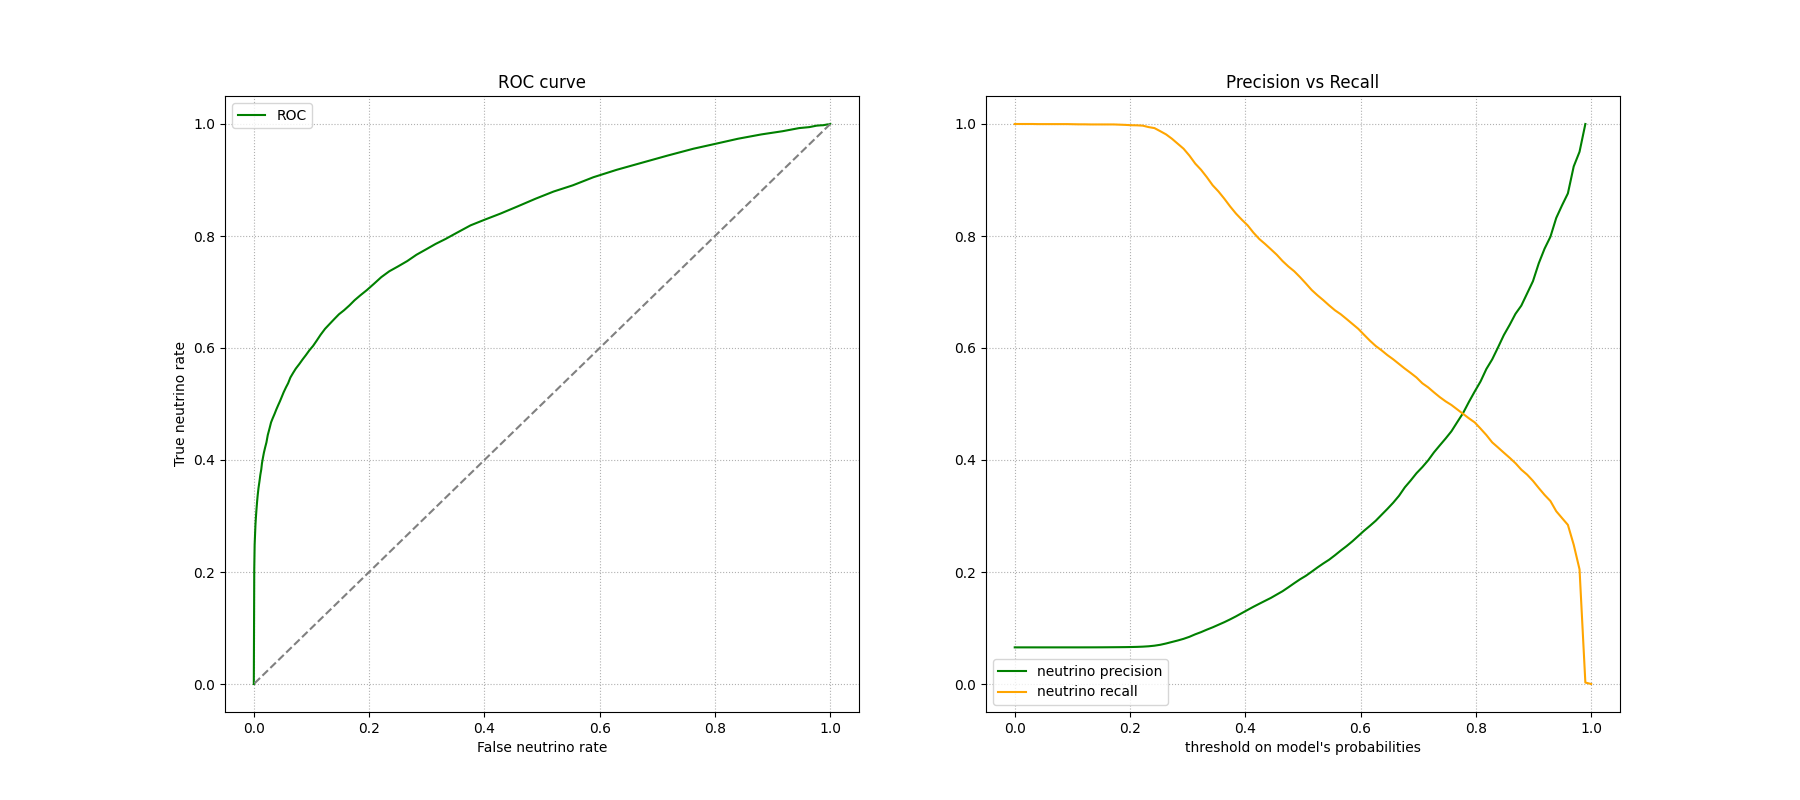 ROC curve
ROC
1.0
0.8
0.6
0.4
0.2
0.0
True neutrino rate
0.0 0.2 0.4 0.6 0.8 1.0
False neutrino rate
Precision vs Recall
1.0
0.8
0.6
0.4
0.2
0.0
neutrino precision
neutrino recall
0.0 0.2 0.4 0.6 0.8 1.0
threshold on model's probabilities